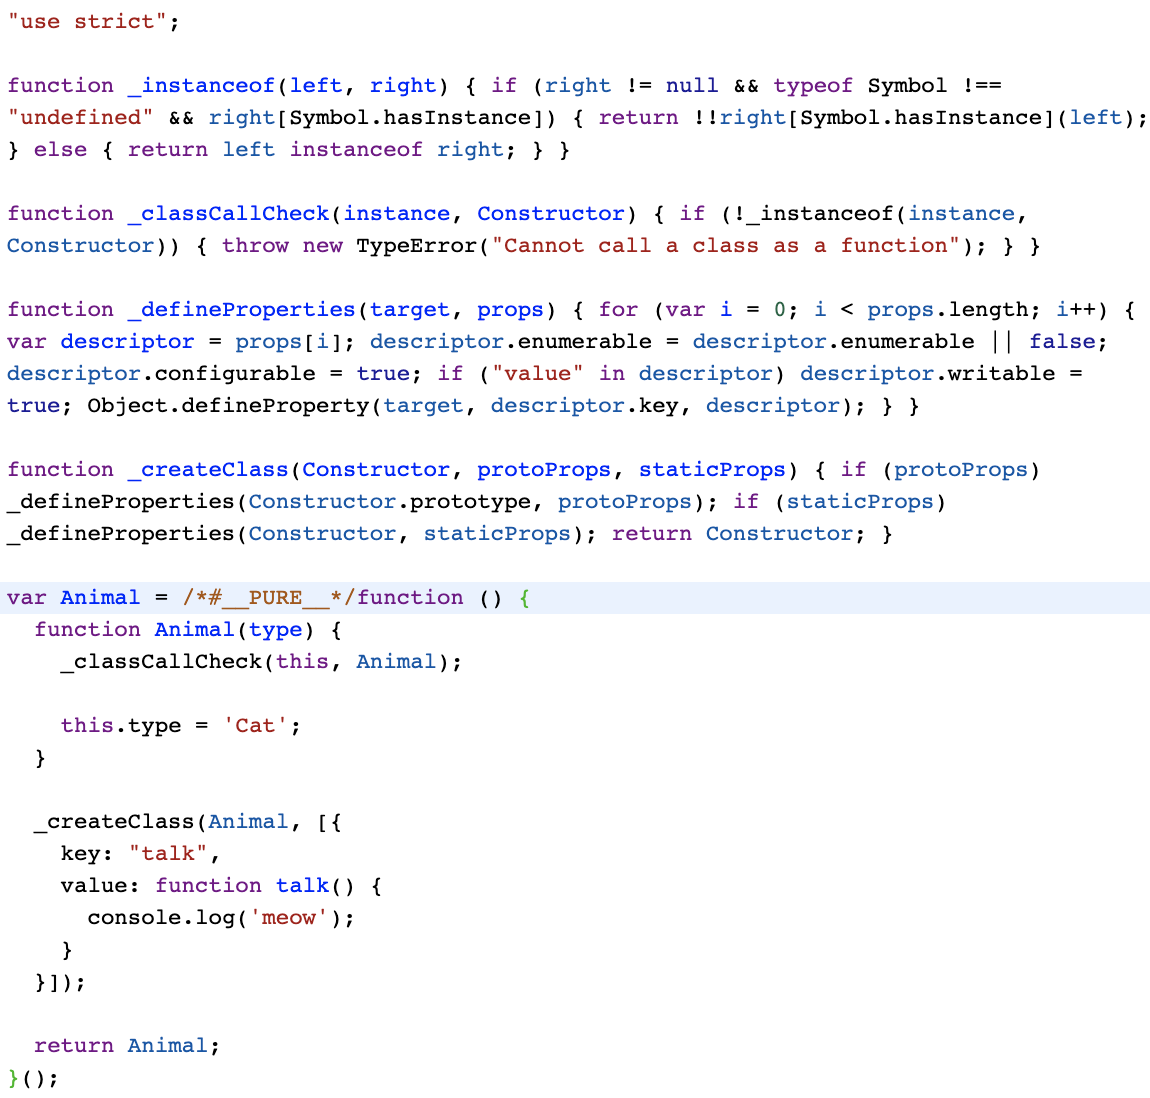 "use strict";

function _instanceof(left, right) { if (right != null && typeof Symbol !==
"undefined" && right[Symbol.hasInstance]) { return !!right[Symbol.hasInstance](left);
} else { return left instanceof right; } }

function _classCallCheck(instance, Constructor) { if (!_instanceof(instance,
Constructor)) { throw new TypeError("Cannot call a class as a function"); } }

function _defineProperties(target, props) { for (var i = 0; i < props.length; i++) {
var descriptor = props[i]; descriptor.enumerable = descriptor.enumerable || false;
descriptor.configurable = true; if ("value" in descriptor) descriptor.writable =
true; Object.defineProperty(target, descriptor.key, descriptor); } }

function _createClass(Constructor, protoProps, staticProps) { if (protoProps)
_defineProperties(Constructor.prototype, protoProps); if (staticProps)
_defineProperties(Constructor, staticProps); return Constructor; }

var Animal = /*#__PURE__*/function () {
  function Animal(type) {
    _classCallCheck(this, Animal);

    this.type = 'Cat';
  }

  _createClass(Animal, [{
    key: "talk",
    value: function talk() {
      console.log('meow');
    }
  }]);

  return Animal;
}();